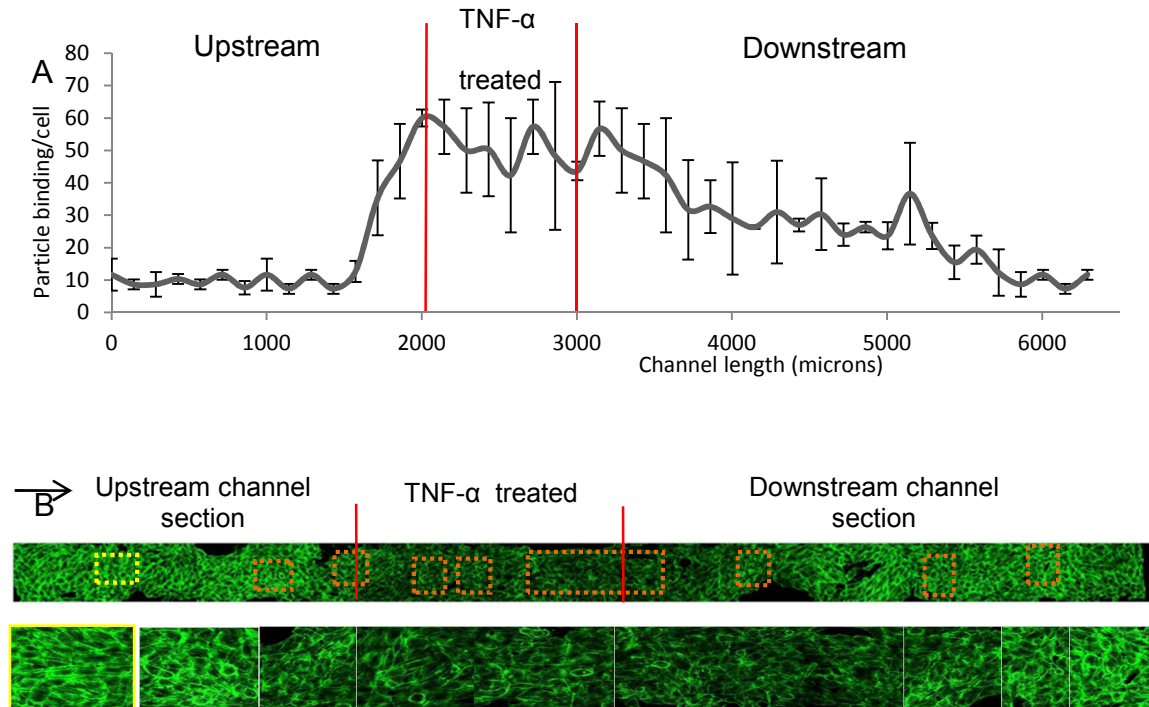 TNF-α
treated
Upstream
Downstream
A
80
70
60
50
40
30
20
10
0
Particle binding/cell
0 1000 2000 3000 4000 5000 6000
Channel length (microns)
B
Upstream channel
section
TNF-α treated
Downstream channel
section